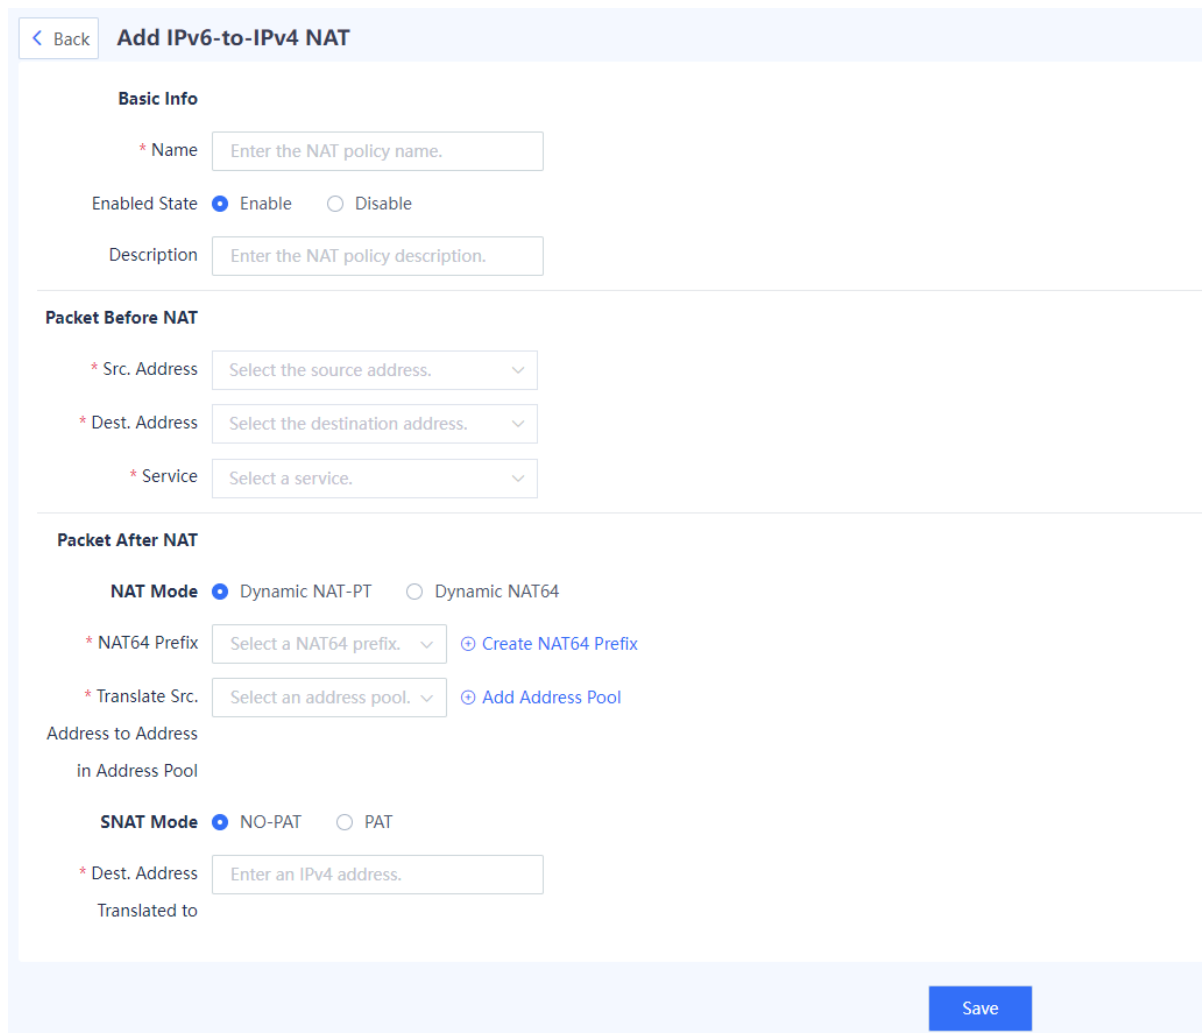 Back Add IPv6-to-IPv4 NAT
Basic Info
* Name Enter the NAT policy name.
Enabled State Enable Disable
Description Enter the NAT policy description.
Packet Before NAT
* Src. Address Select the source address.
* Dest. Address Select the destination address.
* Service Select a service.
Packet After NAT
NAT Mode Dynamic NAT-PT Dynamic NAT64
* NAT64 Prefix Select a NAT64 prefix. Create NAT64 Prefix
* Translate Src. Select an address pool. Add Address Pool
Address to Address
in Address Pool
SNAT Mode NO-PAT PAT
* Dest. Address Enter an IPv4 address.
Translated to
Save